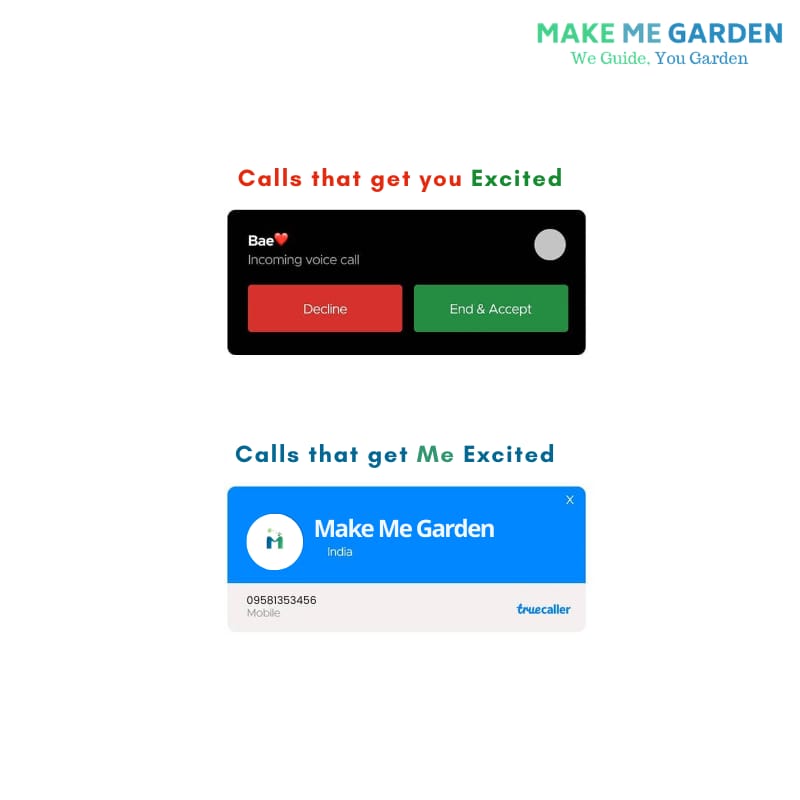 MAKE ME GARDEN
We Guide, You Garden
Calls that get you Excited
Bae❤️
Incoming voice call
Decline
End & Accept
Calls that get Me Excited
X
Make Me Garden
India
09581353456
Mobile
truecaller